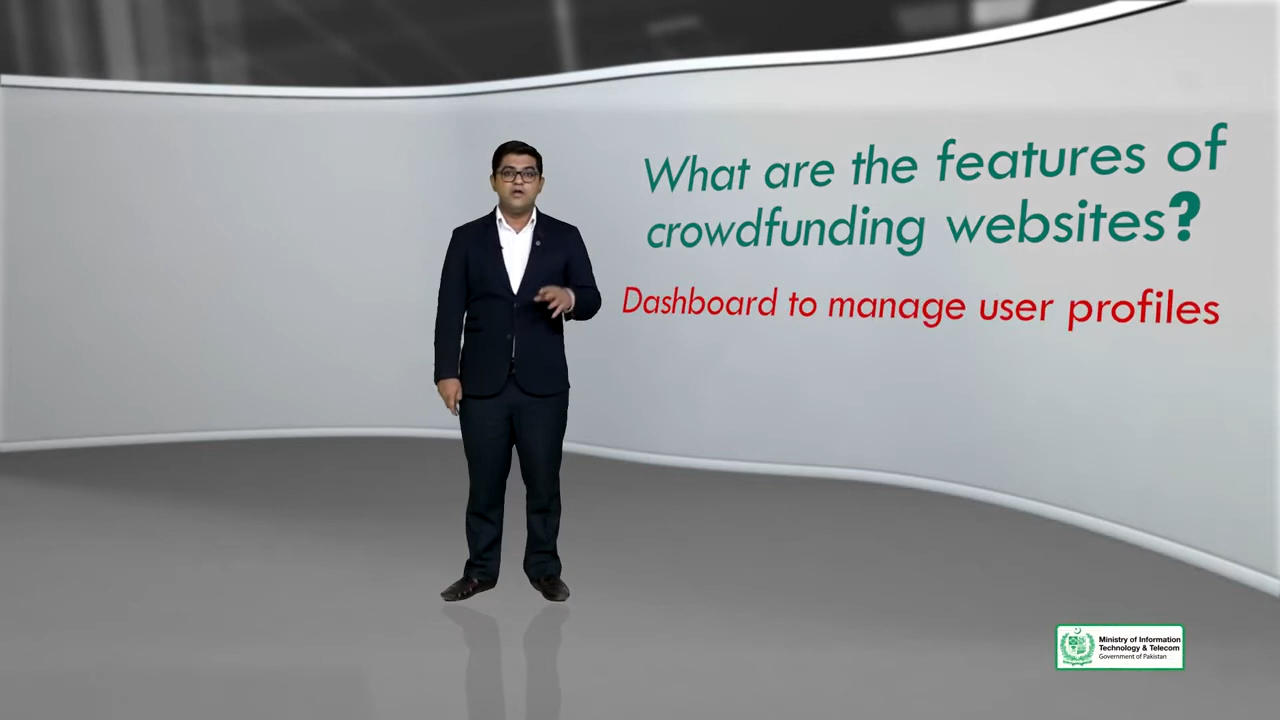 What are the features of
crowdfunding websites?
Dashboard to manage user profiles
Ministry of Information
Technology & Telecom
Government of Pakistan